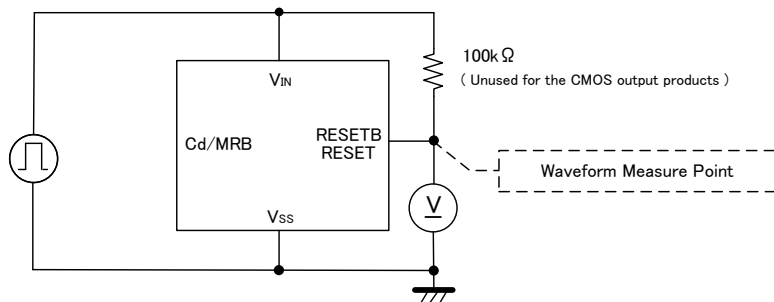 100kΩ
( Unused for the CMOS output products )
VIN
Cd/MRB
RESETB
RESET
Waveform Measure Point
V
VSS